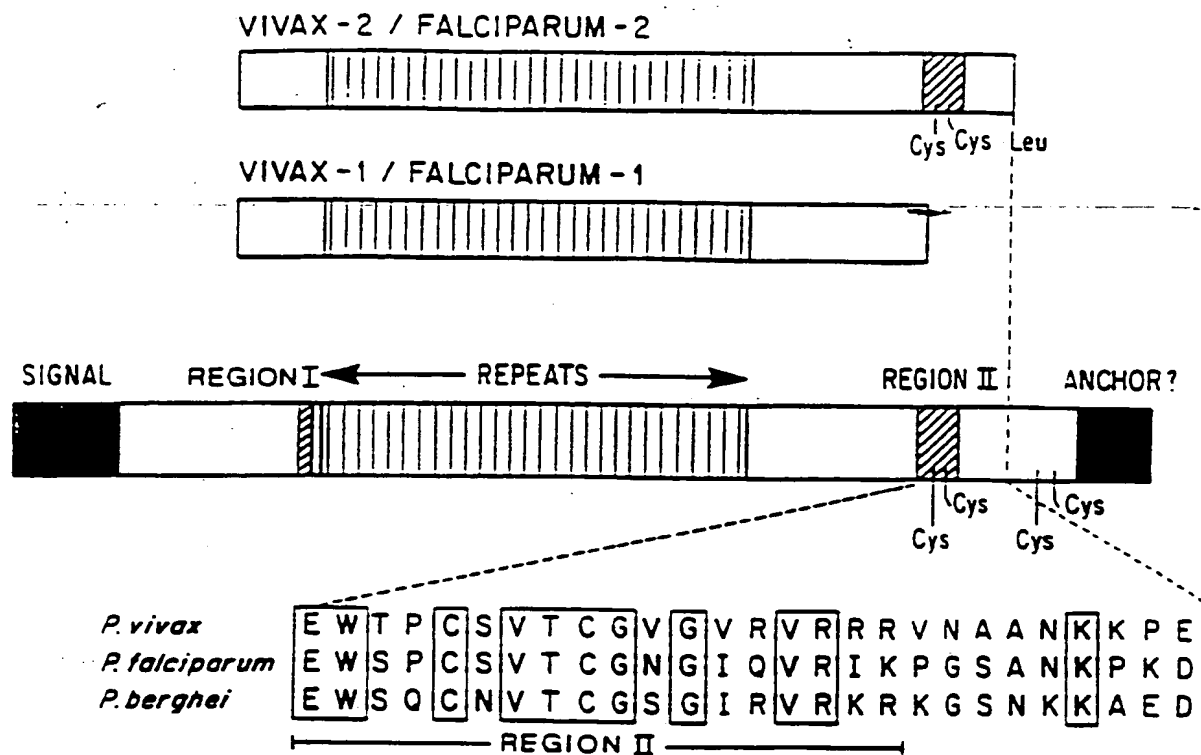 VIVAX-2 / FALCIPARUM-2
Cys Cys Leu
VIVAX-1 / FALCIPARUM-1
SIGNAL REGION I REPEATS REGION II ANCHOR?
Cys Cys
Cys Cys
P. vivax E W T P C S V T C G V G V R V R R R V N A A N K K P E
P. falciparum E W S P C S V T C G N G I Q V R I K P G S A N K P K D
P. berghei E W S Q C N V T C G S G I R V R K R K G S N K K A E D
REGION II